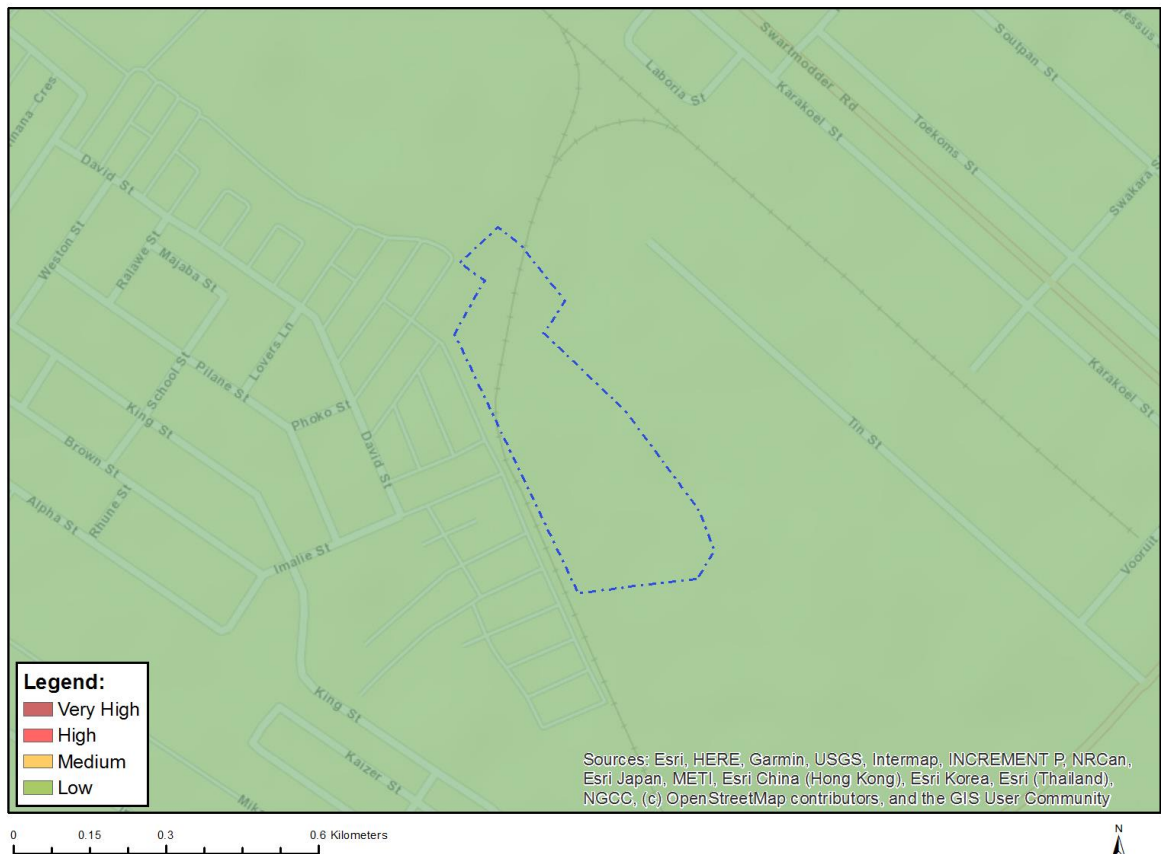 Laboria St
Swartmodder Rd
Karakoel St
Soutpan St
Toekoms St
Swakara S
Karakoel St
Tin St
Vooruit
David St
Weston St
Ralawe St
Majaba St
Lovers Ln
School St
Pilane St
Phoko St
King St
David St
Brown St
Rhune St
Alpha St
Imalie St
King St
Kaizer St
Legend:
Very High
High
Medium
Low
Sources: Esri, HERE, Garmin, USGS, Intermap, INCREMENT P, NRCan,
Esri Japan, METI, Esri China (Hong Kong), Esri Korea, Esri (Thailand),
NGCC, (c) OpenStreetMap contributors, and the GIS User Community
0 0.15 0.3 0.6 Kilometers
N